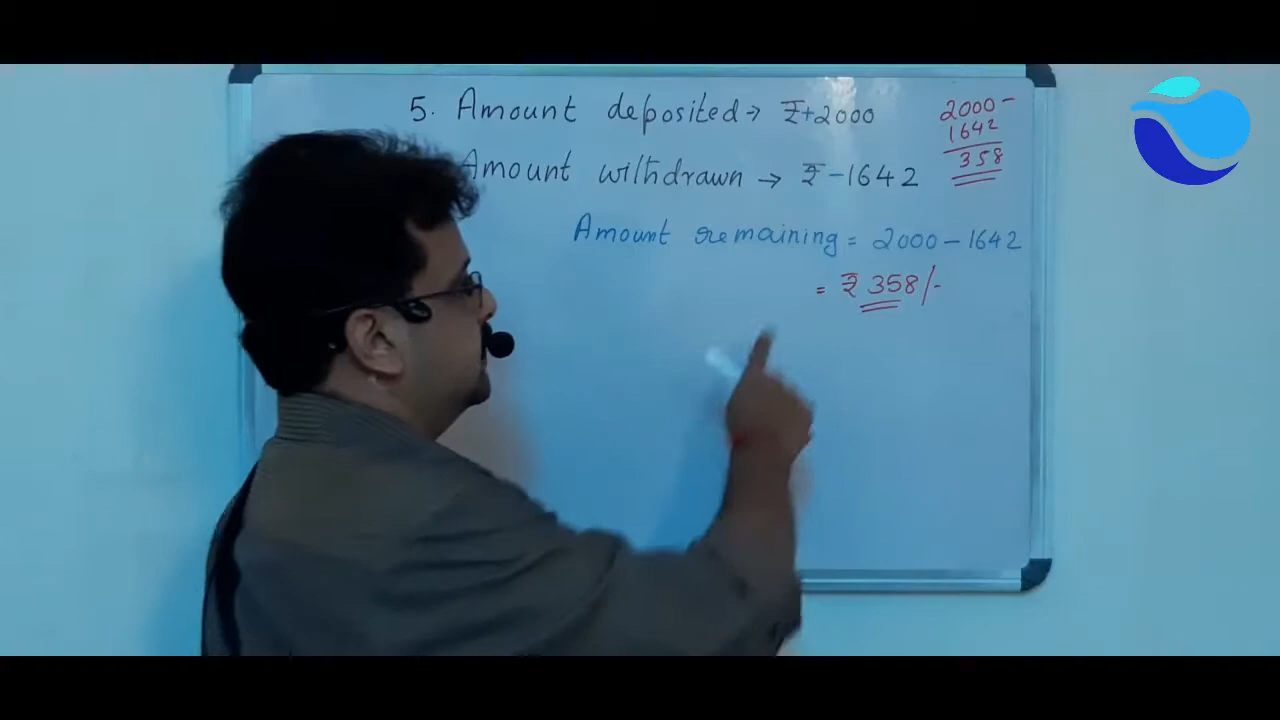 5. Amount deposited → ₹+2000
Amount withdrawn → ₹-1642
Amount remaining = 2000-1642
= ₹358/-
2000-
1642
358